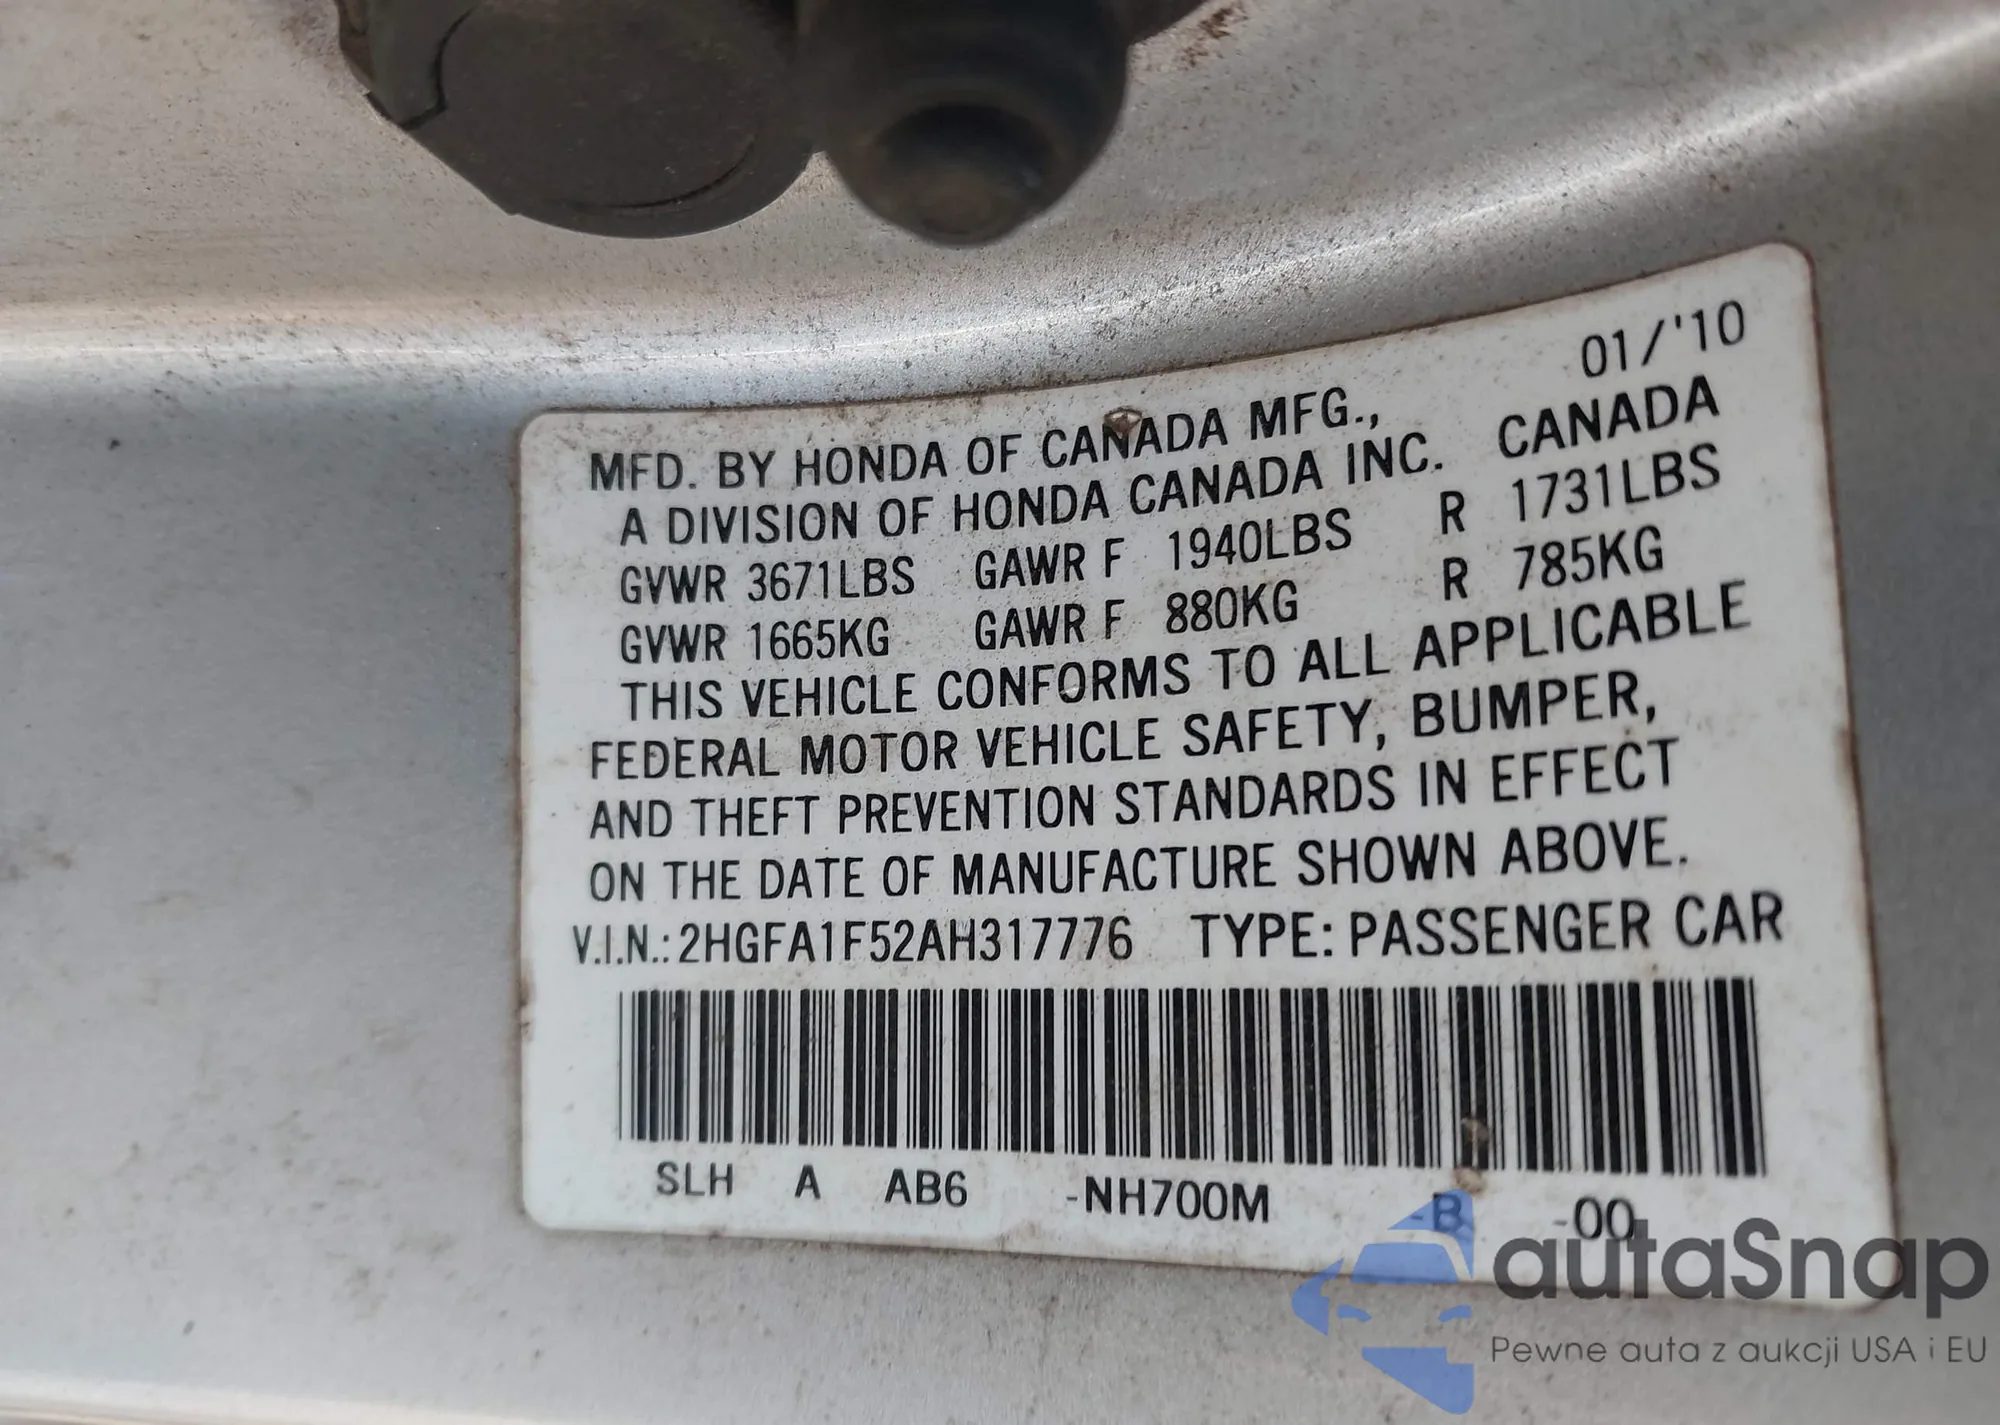 01/'10
MFD. BY HONDA OF CANADA MFG.,
A DIVISION OF HONDA CANADA INC. CANADA
GVWR 3671LBS GAWR F 1940LBS R 1731LBS
GVWR 1665KG GAWR F 880KG R 785KG
THIS VEHICLE CONFORMS TO ALL APPLICABLE
FEDERAL MOTOR VEHICLE SAFETY, BUMPER,
AND THEFT PREVENTION STANDARDS IN EFFECT
ON THE DATE OF MANUFACTURE SHOWN ABOVE.
V.I.N.: 2HGFA1F52AH317776 TYPE: PASSENGER CAR
SLH A AB6 -NH700M -B -00
autaSnap
Pewne auta z aukcji USA i EU